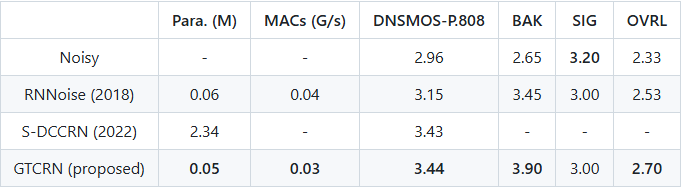 Para. (M) MACs (G/s) DNSMOS-P.808 BAK SIG OVRL
Noisy - - 2.96 2.65 3.20 2.33
RNNoise (2018) 0.06 0.04 3.15 3.45 3.00 2.53
S-DCCRN (2022) 2.34 - 3.43 - - -
GTCRN (proposed) 0.05 0.03 3.44 3.90 3.00 2.70